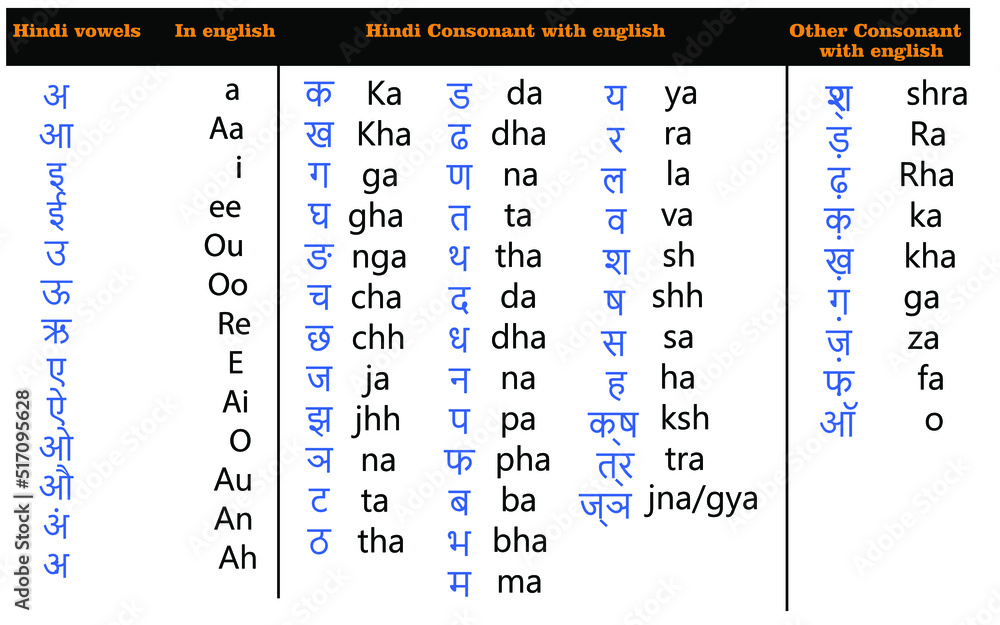 Hindi vowels In english Hindi Consonant with english Other Consonant with english
अ a क Ka ड da य ya श्र shra
आ Aa ख Kha ढ dha र ra ड़ Ra
इ i ग ga ण na ल la ढ़ Rha
ई ee घ gha त ta व va क़ ka
उ Ou ङ nga थ tha श sh ख़ kha
ऊ Oo च cha द da ष shh ग़ ga
ऋ Re छ chh ध dha स sa ज़ za
ए E ज ja न na ह ha फ़ fa
ऐ Ai झ jhh प pa क्‌ष ksh ऑ o
ओ O ञ na फ pha त्‌र tra
औ Au ट ta ब ba ज्‌ञ jna/gya
अं An ठ tha भ bha
अ Ah म ma
Adobe Stock | #517095628